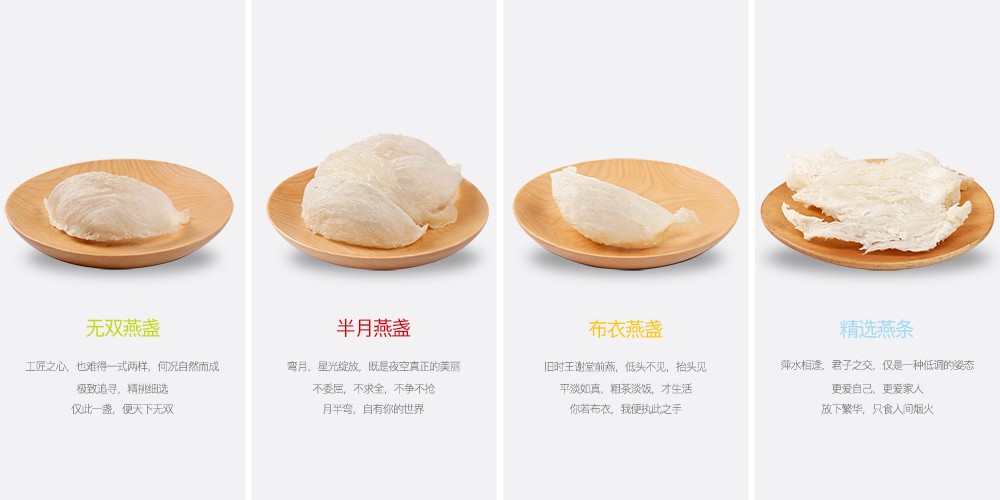 无双燕盏
工匠之心，也难得一式两样，何况自然而成
极致追寻，精挑细选
仅此一盏，便天下无双
半月燕盏
弯月，星光绽放，既是夜空真正的美丽
不委屈，不求全，不争不抢
月半弯，自有你的世界
布衣燕盏
旧时王谢堂前燕，低头不见，抬头见
平淡如真，粗茶淡饭，才生活
你若布衣，我便执此之手
精选燕条
萍水相逢，君子之交，仅是一种低调的姿态
更爱自己，更爱家人
放下繁华，只食人间烟火